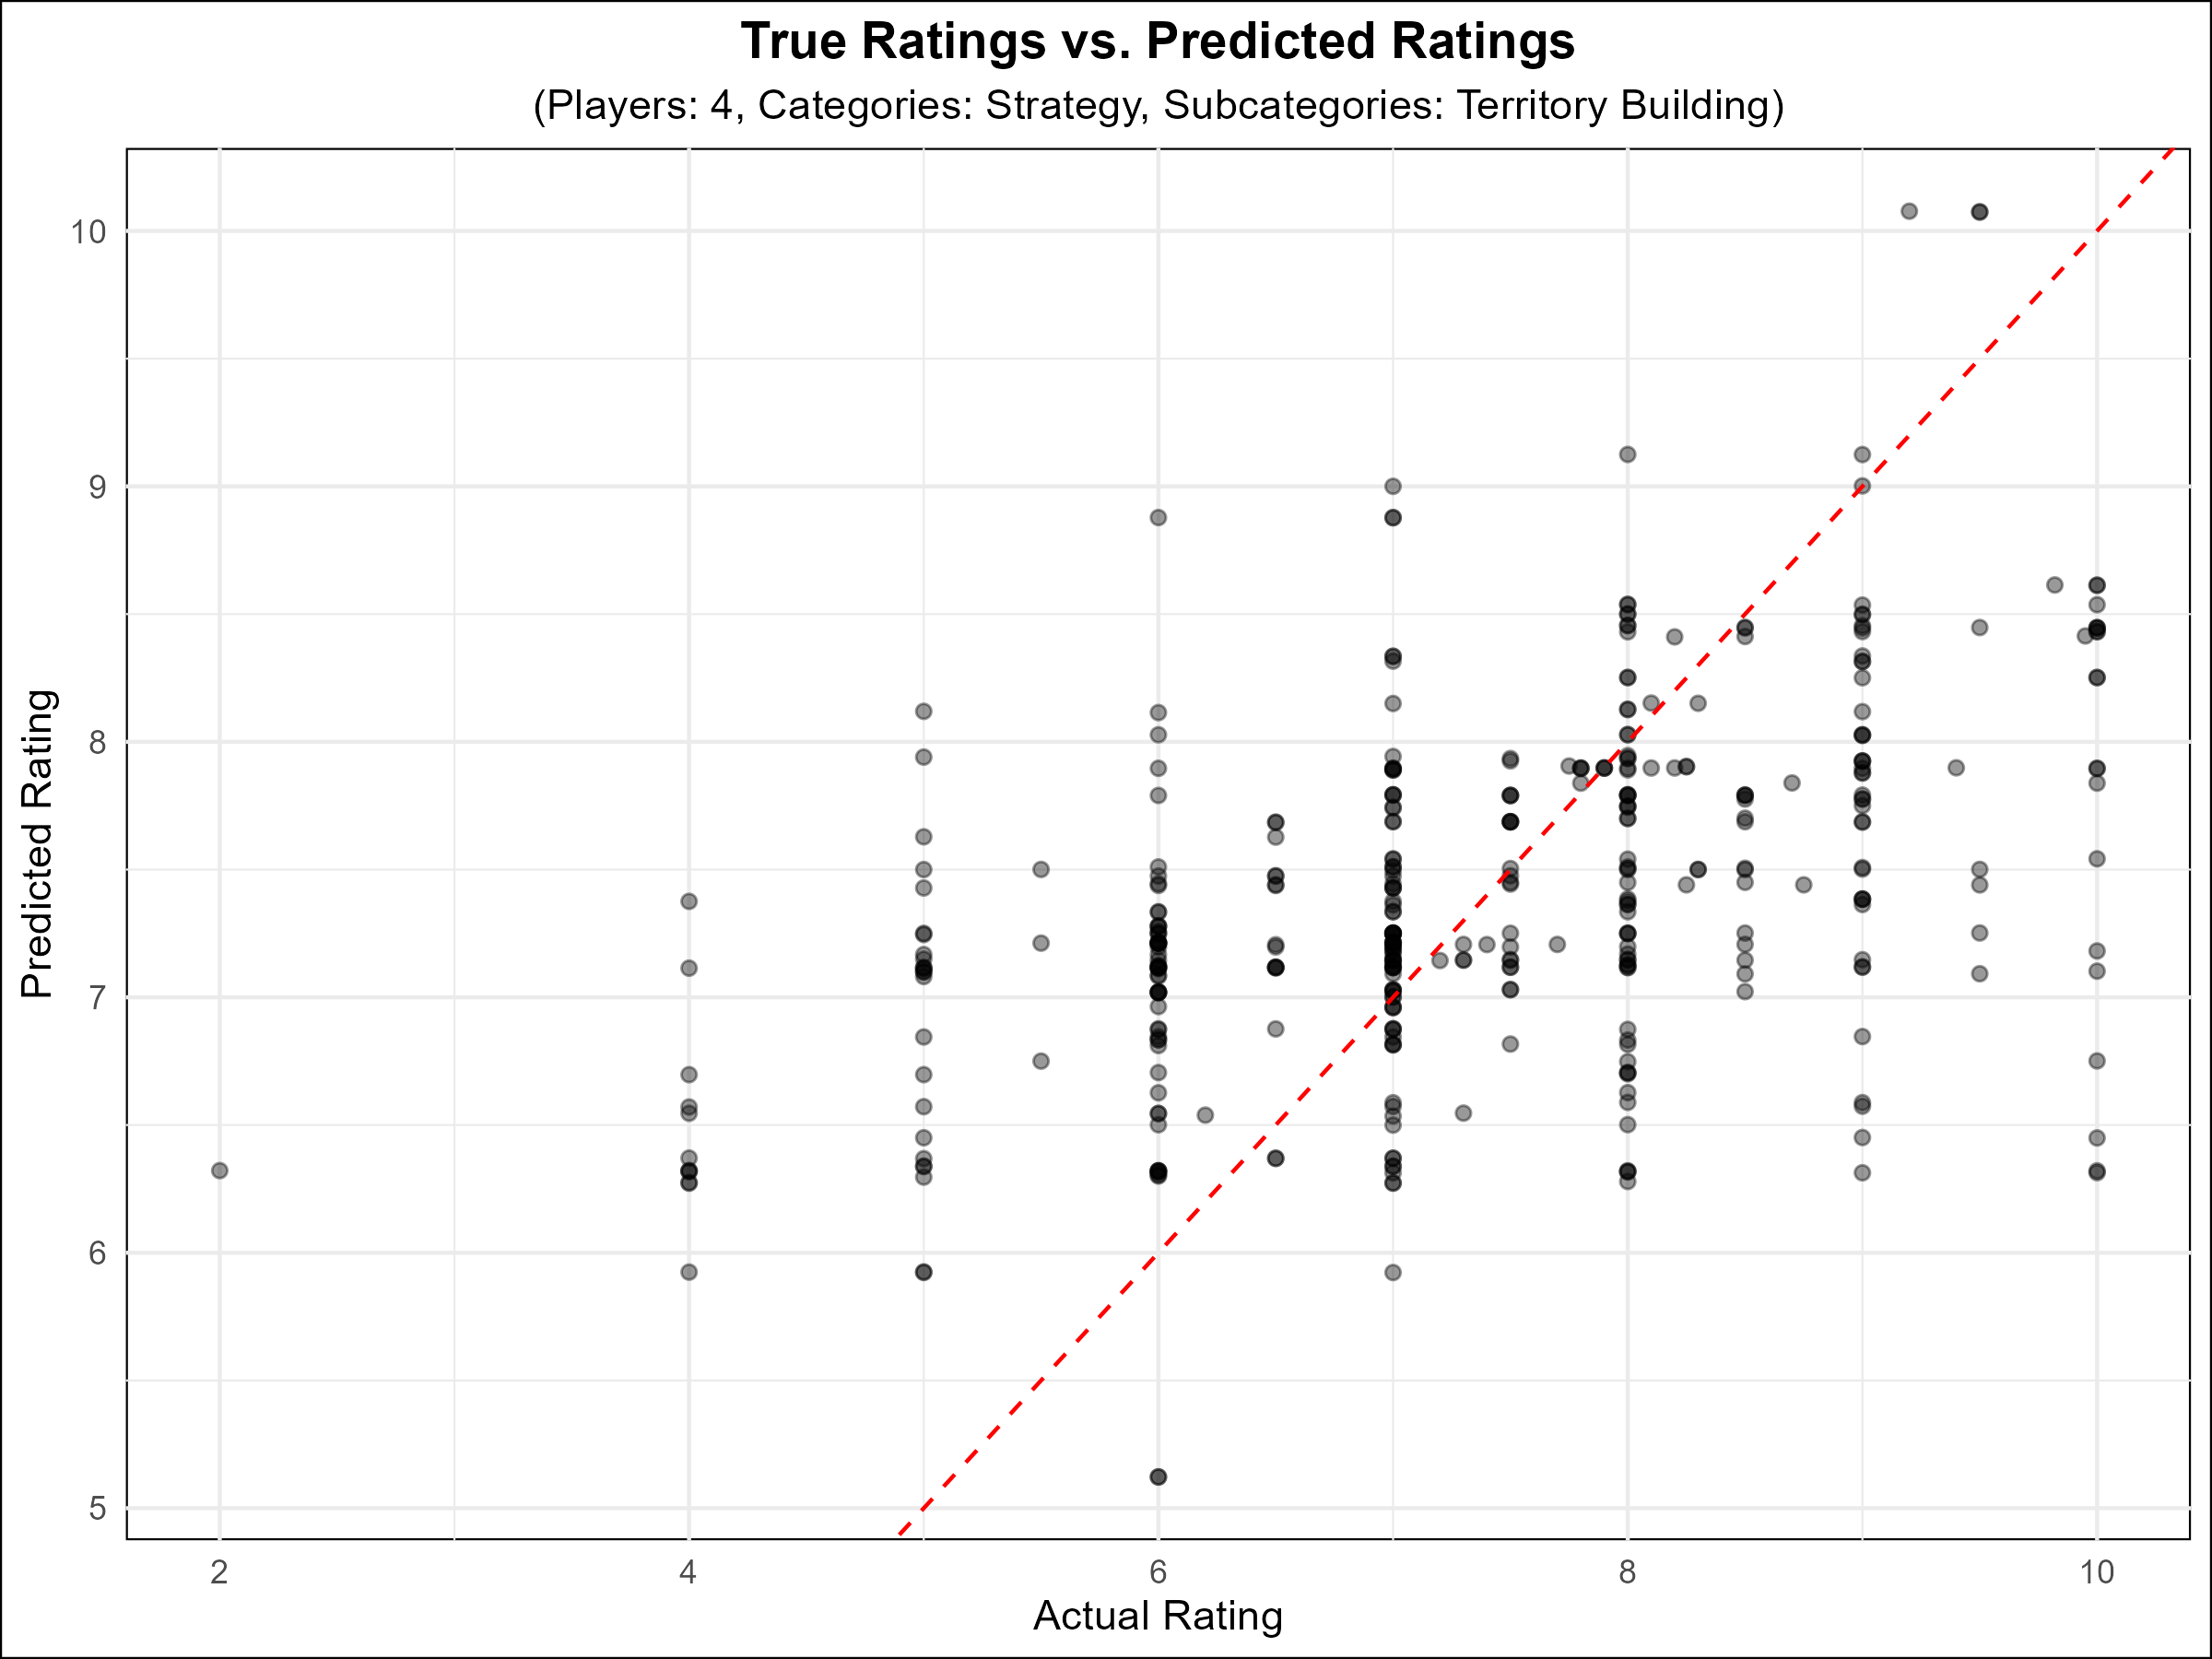 True Ratings vs. Predicted Ratings
(Players: 4, Categories: Strategy, Subcategories: Territory Building)
Predicted Rating
10
9
8
7
6
5
2 4 6 8 10
Actual Rating